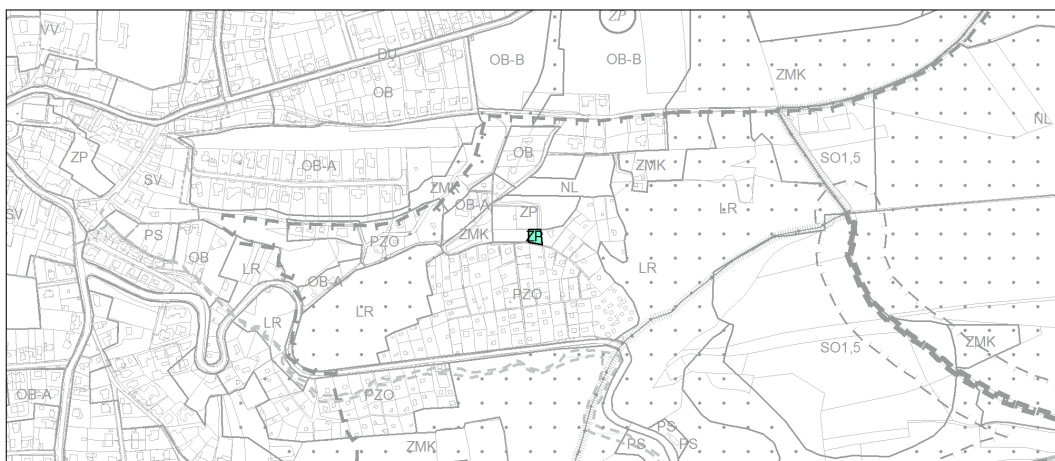 VV
ZP
DU
OB-B
OB-B
ZMK
OB
NL
ZP
SV
OB-A
OB
ZMK
SO1,5
ZMK
NL
SV
OB-A
ZP
LR
PS
OB
PZO
ZMK
ZP
LR
OB-A
LR
LR
PZO
LR
SO1,5
ZMK
OB-A
PZO
ZMK
PS
PS
PS